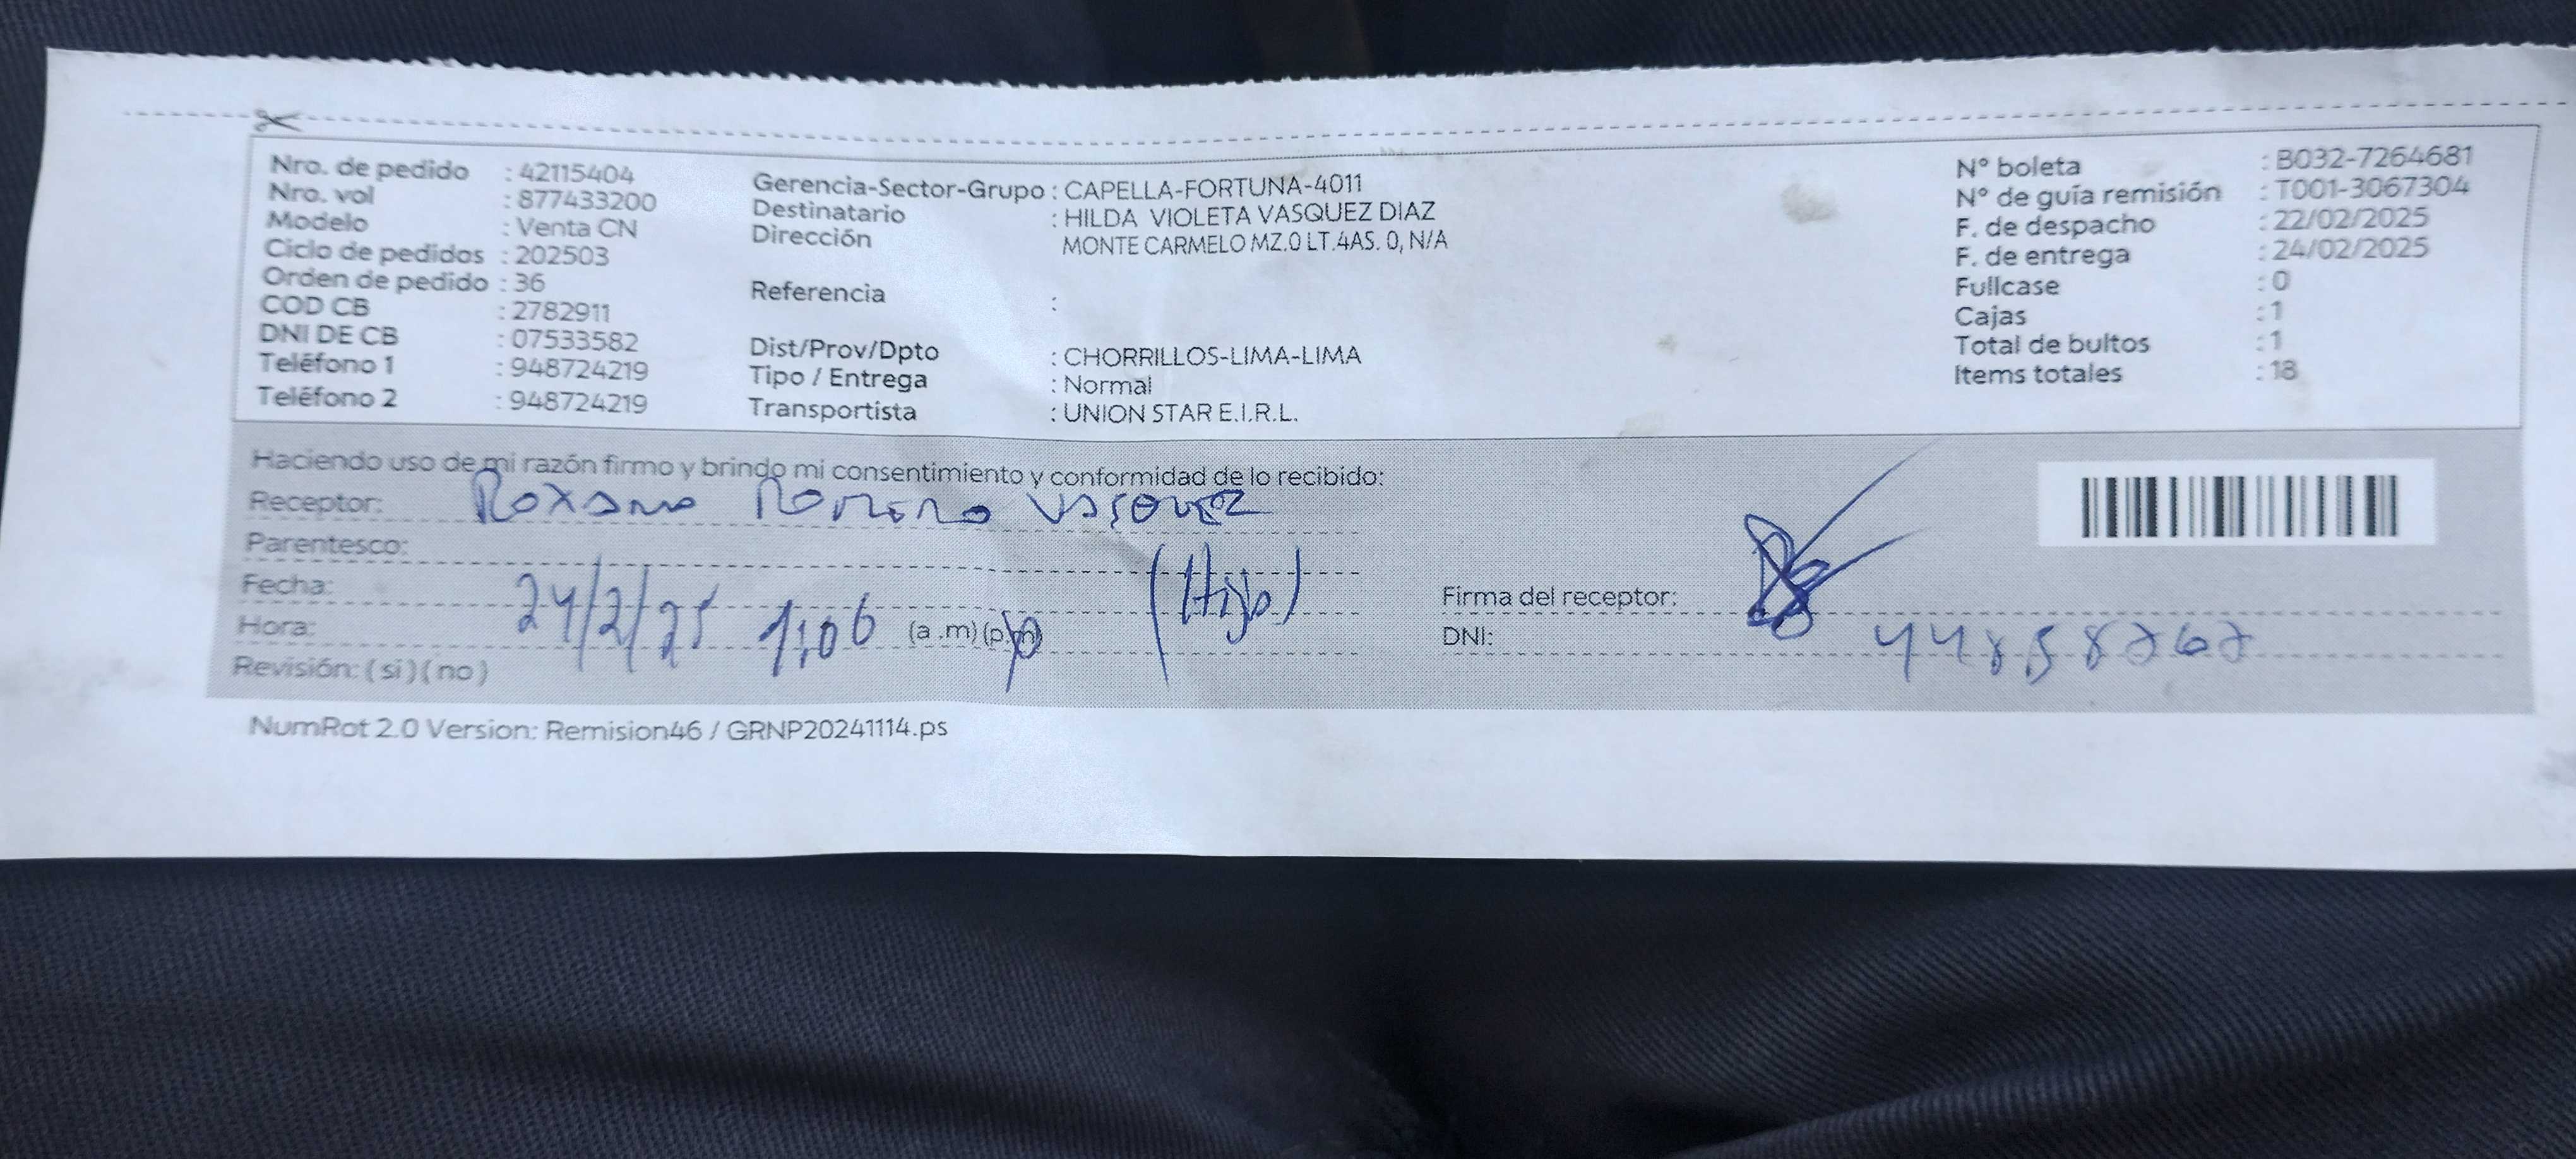 Nro. de pedido : 42115404
Nro. vol : 877433200
Modelo : Venta CN
Ciclo de pedidos : 202503
Orden de pedido : 36
COD CB : 2782911
DNI DE CB : 07533582
Teléfono 1 : 948724219
Teléfono 2 : 948724219
Gerencia-Sector-Grupo : CAPELLA-FORTUNA-4011
Destinatario : HILDA VIOLETA VASQUEZ DIAZ
Dirección MONTE CARMELO MZ.0 LT.4AS. 0, N/A
Referencia :
Dist/Prov/Dpto : CHORRILLOS-LIMA-LIMA
Tipo / Entrega : Normal
Transportista : UNION STAR E.I.R.L.
N° boleta : B032-7264681
N° de guía remisión : T001-3067304
F. de despacho : 22/02/2025
F. de entrega : 24/02/2025
Fullcase : 0
Cajas : 1
Total de bultos : 1
Items totales : 18
Haciendo uso de mi razón firmo y brindo mi consentimiento y conformidad de lo recibido:
Receptor: Roxana Romero Vasquez
Parentesco: (Hija)
Fecha: 24/2/25
Hora: 1:06 (a .m) (p.m)
Revisión: ( si ) ( no )
Firma del receptor:
DNI:
NumRot 2.0 Version: Remision46 / GRNP20241114.ps